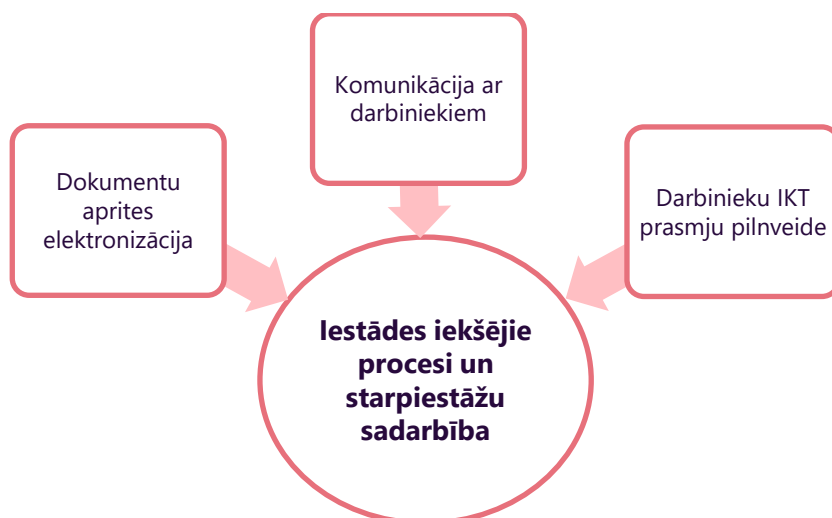 Komunikācija ar
darbiniekiem
Dokumentu
aprites
elektronizācija
Darbinieku IKT
prasmju pilnveide
Iestādes iekšējie
procesi un
starpiestāžu
sadarbība